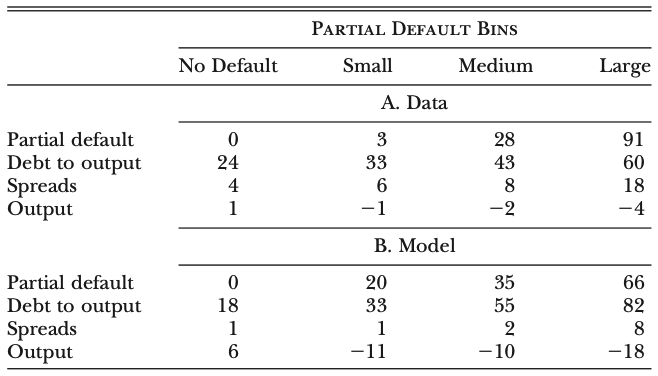 PARTIAL DEFAULT BINS
No Default Small Medium Large
A. Data
Partial default 0 3 28 91
Debt to output 24 33 43 60
Spreads 4 6 8 18
Output 1 −1 −2 −4
B. Model
Partial default 0 20 35 66
Debt to output 18 33 55 82
Spreads 1 1 2 8
Output 6 −11 −10 −18